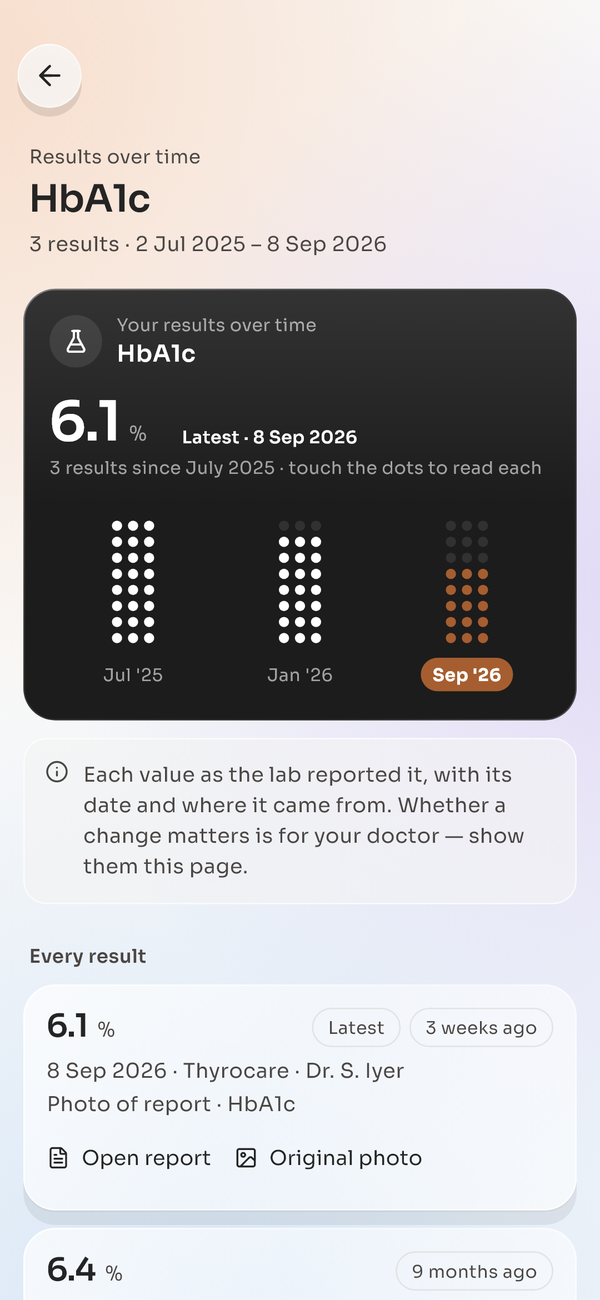 Results over time
HbA1c
3 results · 2 Jul 2025 – 8 Sep 2026
Your results over time
HbA1c
6.1 %
Latest · 8 Sep 2026
3 results since July 2025 · touch the dots to read each
Jul '25
Jan '26
Sep '26
Each value as the lab reported it, with its
date and where it came from. Whether a
change matters is for your doctor — show
them this page.
Every result
6.1 %
Latest
3 weeks ago
8 Sep 2026 · Thyrocare · Dr. S. Iyer
Photo of report · HbA1c
Open report
Original photo
6.4 %
9 months ago